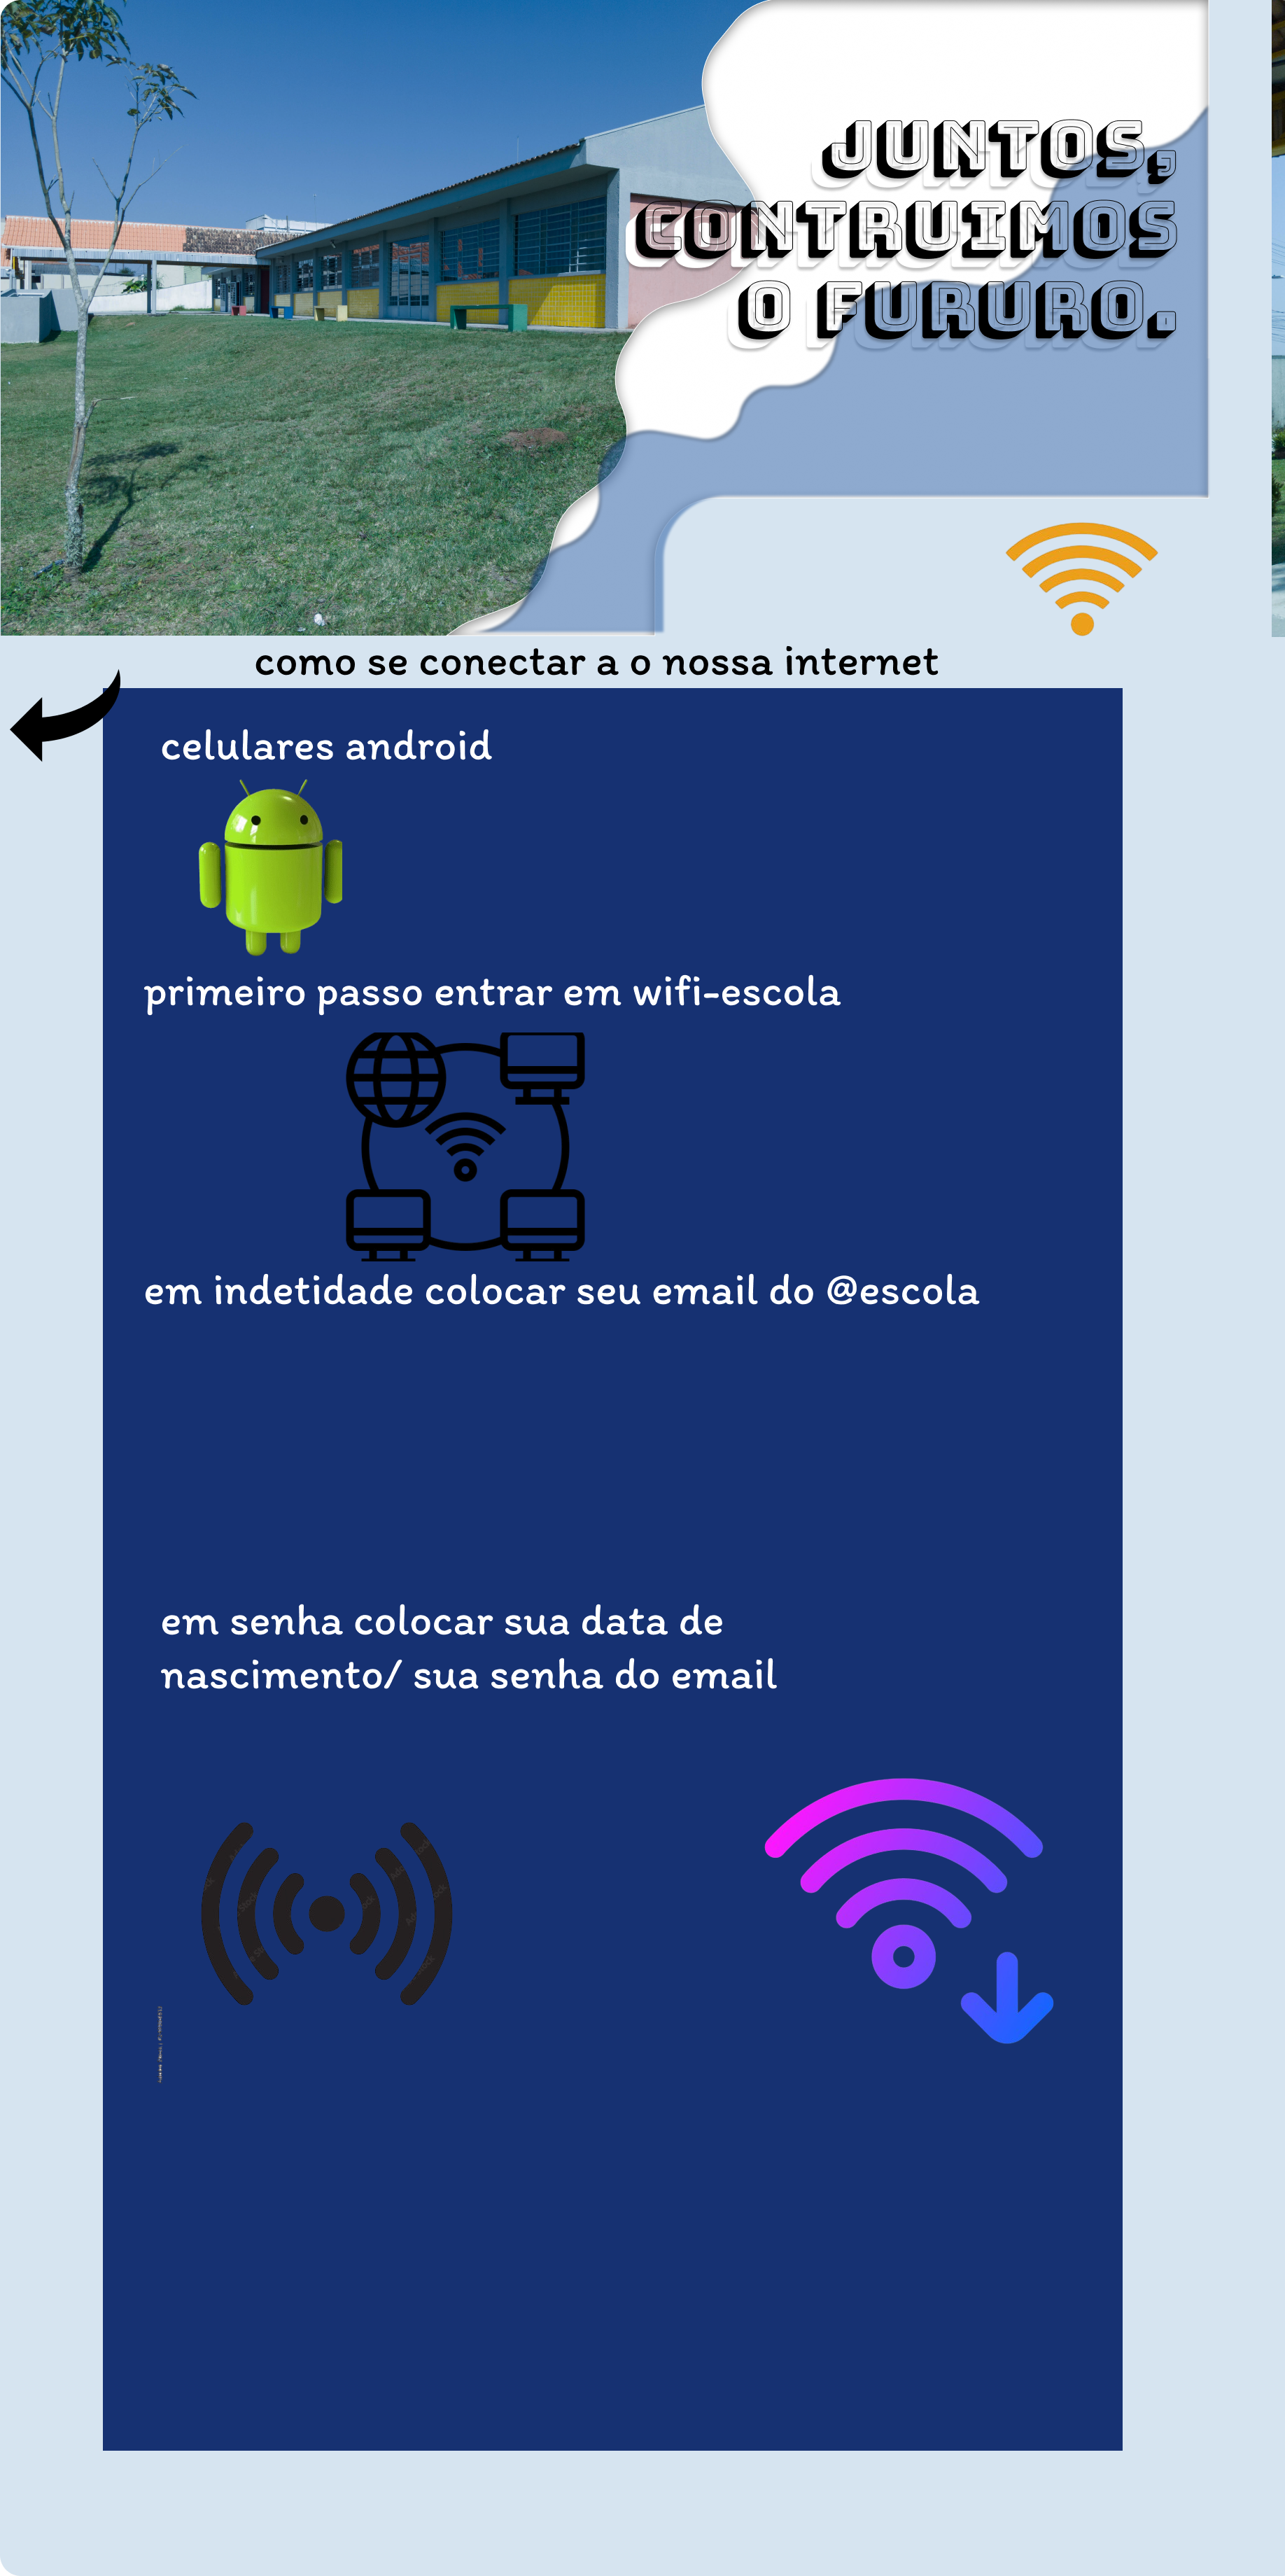 JUNTOS,
CONTRUIMOS
O FURURO.
como se conectar a o nossa internet
celulares android
primeiro passo entrar em wifi-escola
em indetidade colocar seu email do @escola
em senha colocar sua data de
nascimento/ sua senha do email